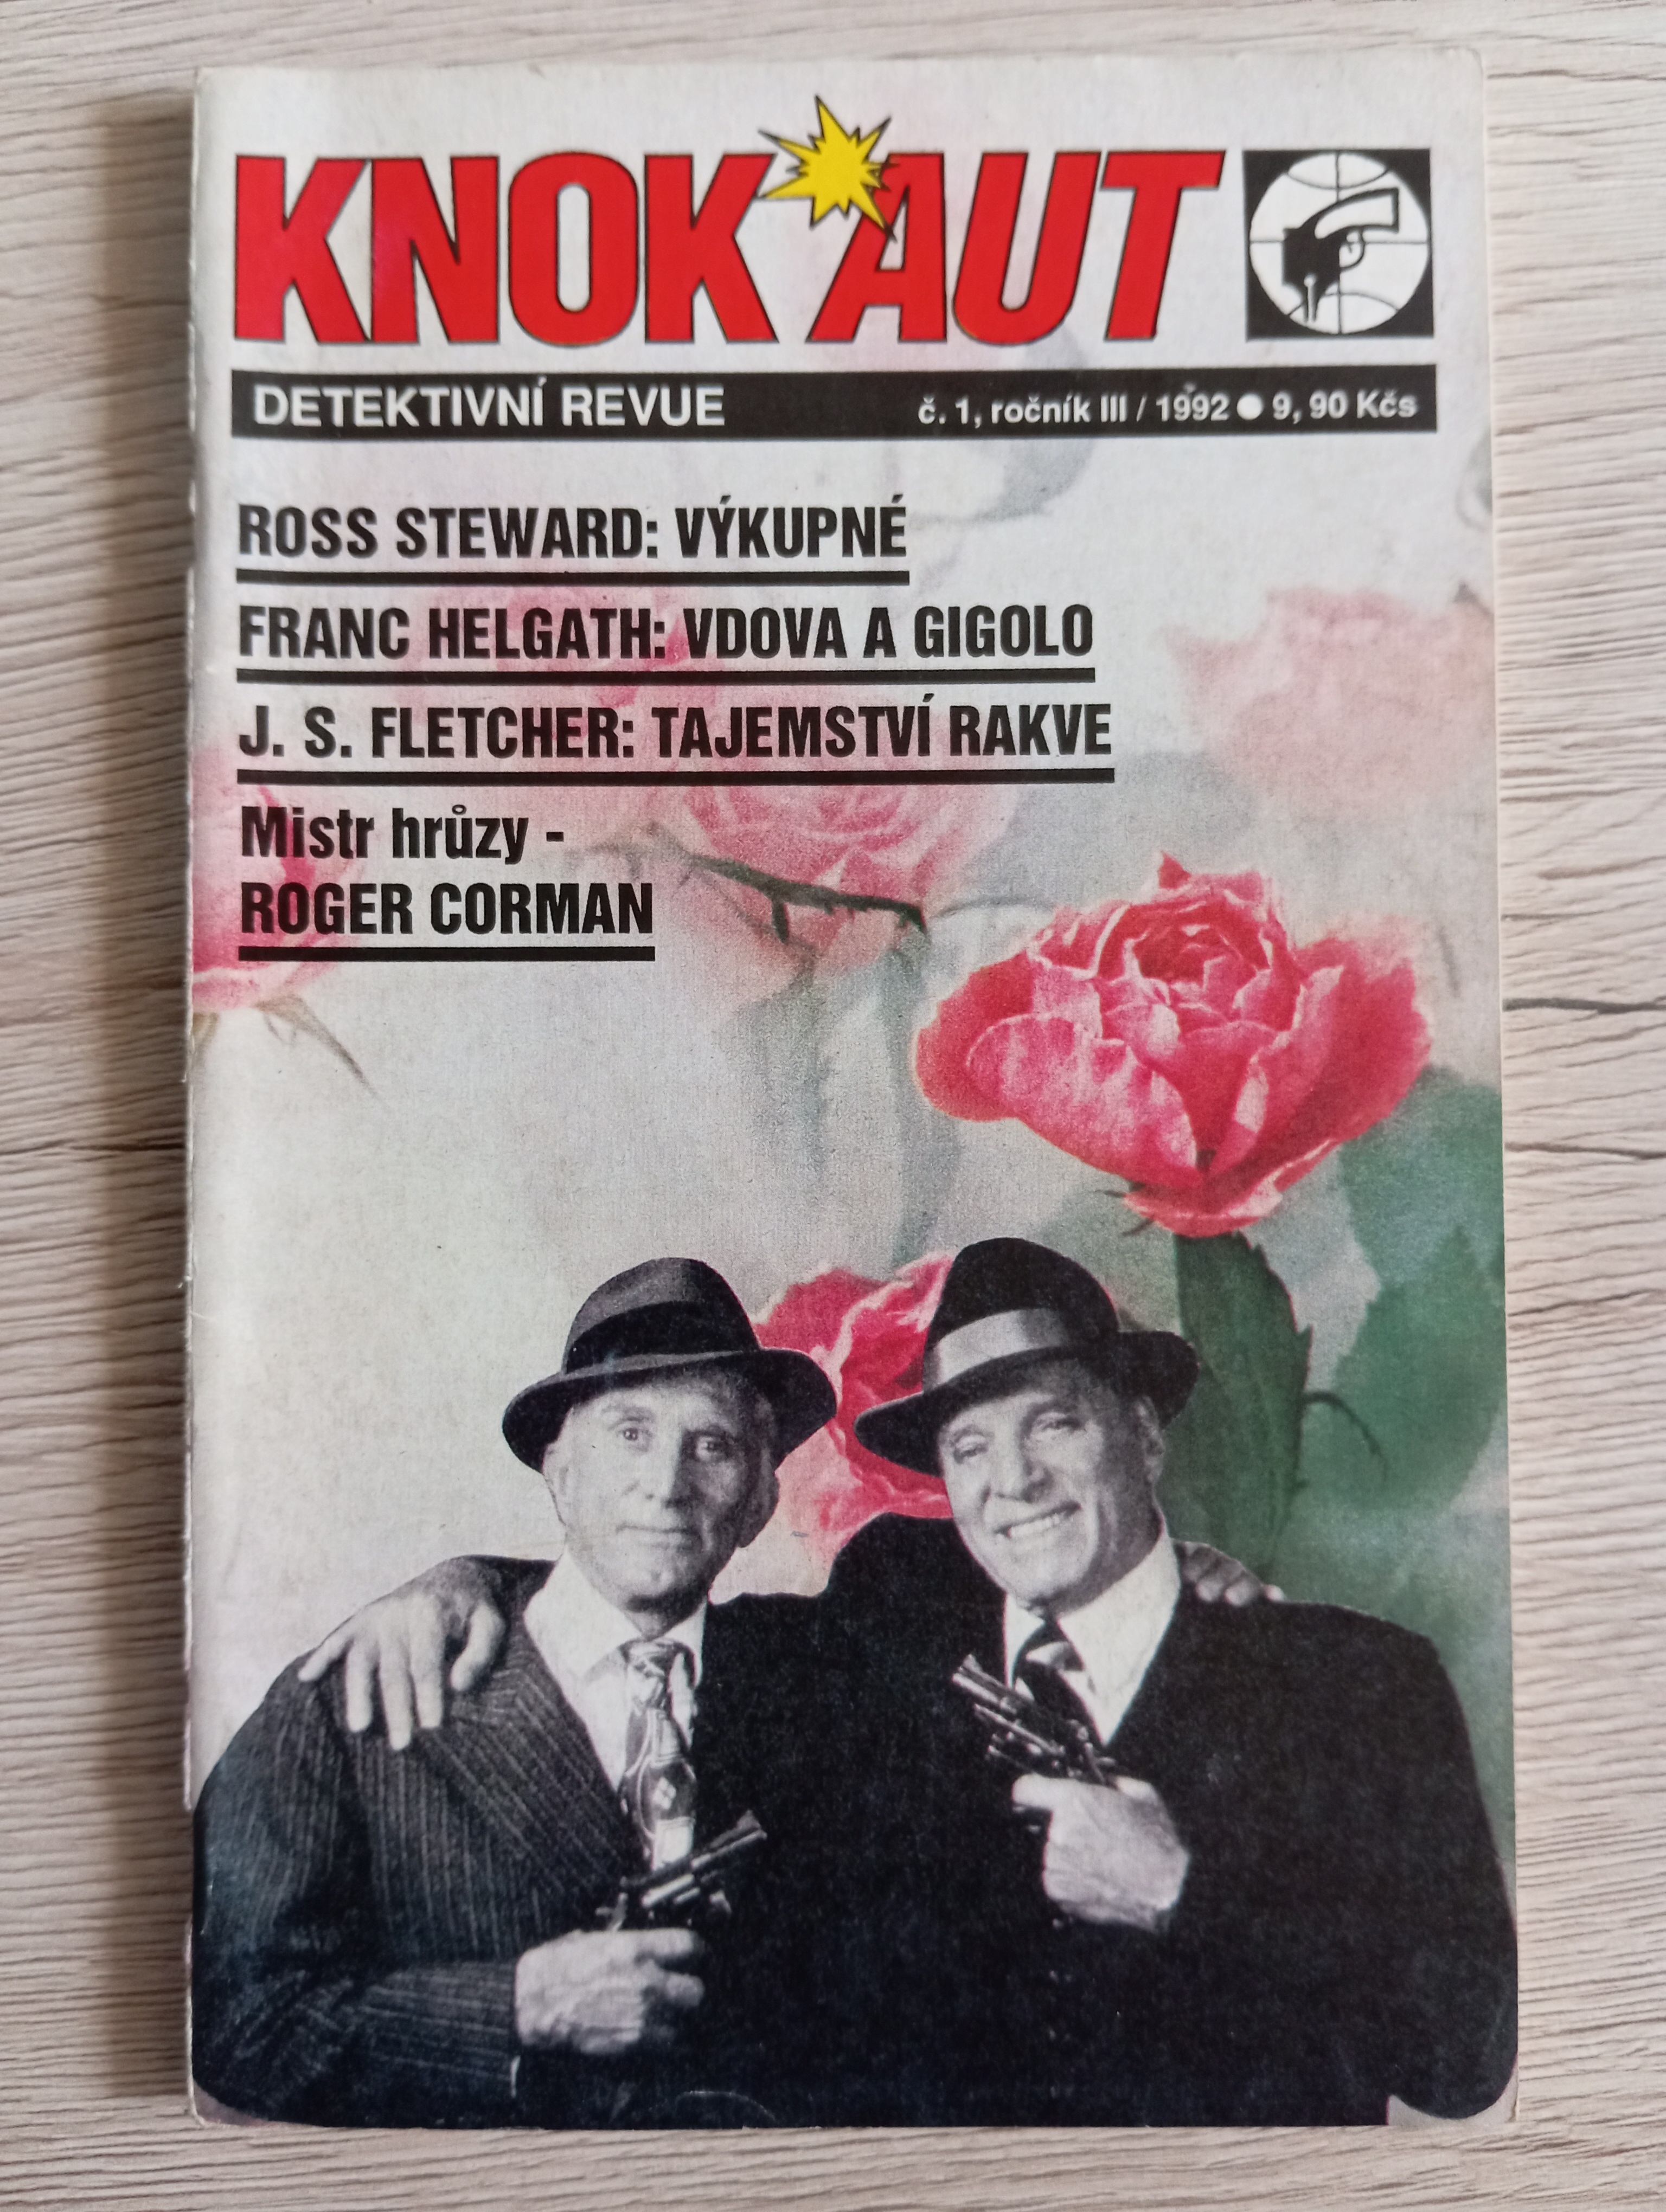 KNOK AUT
DETEKTIVNÍ REVUE
č. 1, ročník III / 1992 ● 9, 90 Kčs
ROSS STEWARD: VÝKUPNÉ
FRANC HELGATH: VDOVA A GIGOLO
J. S. FLETCHER: TAJEMSTVÍ RAKVE
Mistr hrůzy -
ROGER CORMAN